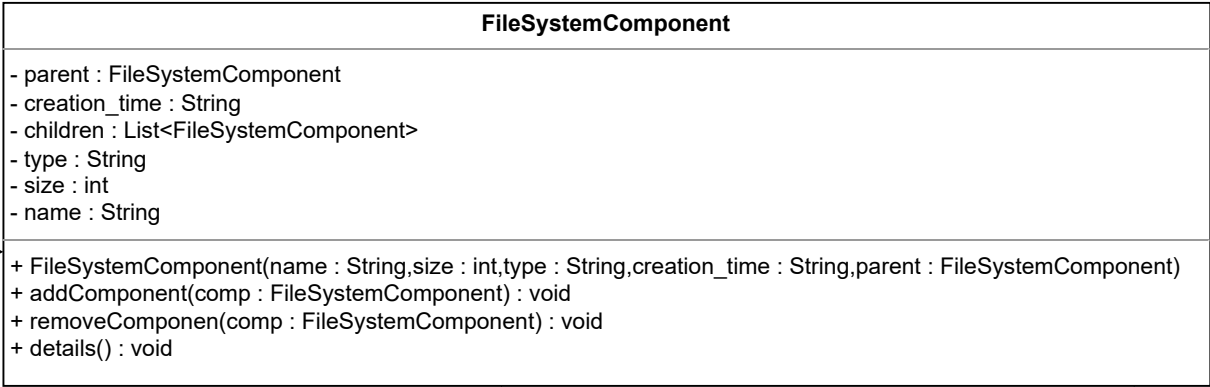 FileSystemComponent
- parent : FileSystemComponent
- creation_time : String
- children : List<FileSystemComponent>
- type : String
- size : int
- name : String
+ FileSystemComponent(name : String,size : int,type : String,creation_time : String,parent : FileSystemComponent)
+ addComponent(comp : FileSystemComponent) : void
+ removeComponen(comp : FileSystemComponent) : void
+ details() : void